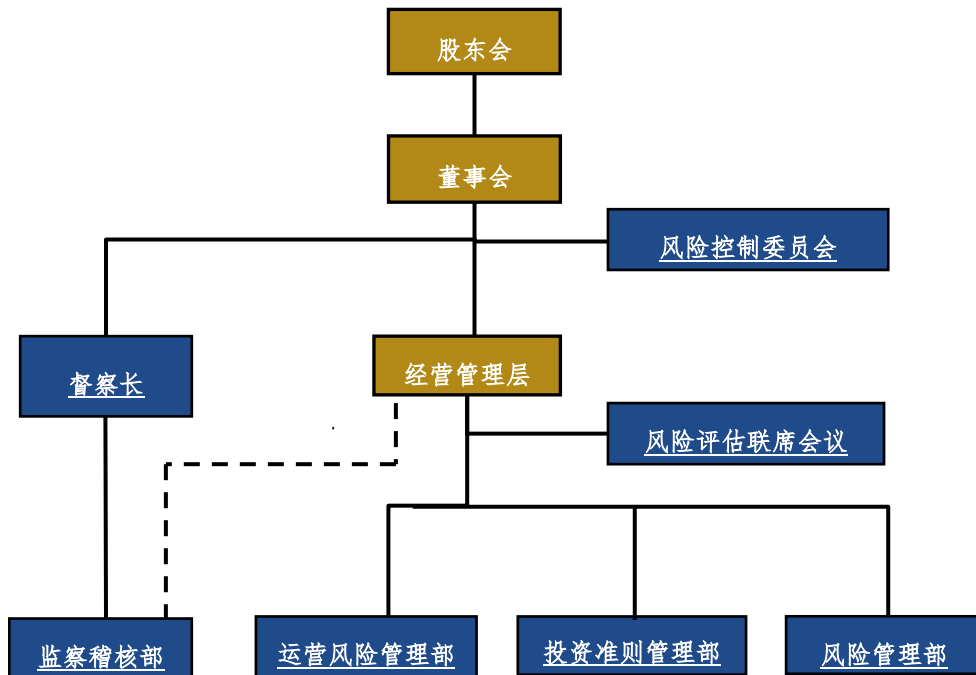 股东会
董事会
风险控制委员会
督察长
经营管理层
风险评估联席会议
监察稽核部
运营风险管理部
投资准则管理部
风险管理部